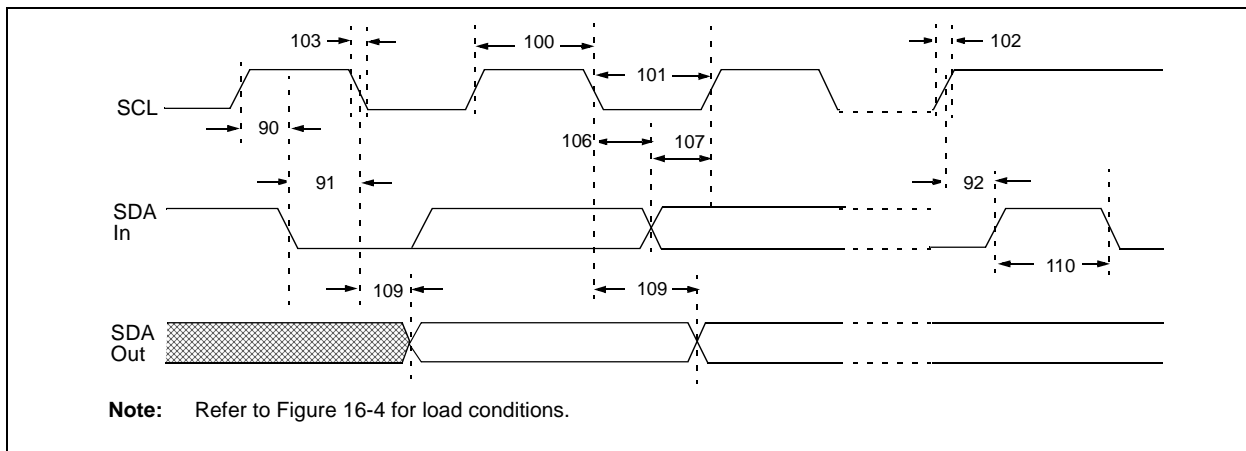 103
100
102
101
SCL
90
106
107
91
92
SDA
In
109
109
110
SDA
Out
Note: Refer to Figure 16-4 for load conditions.